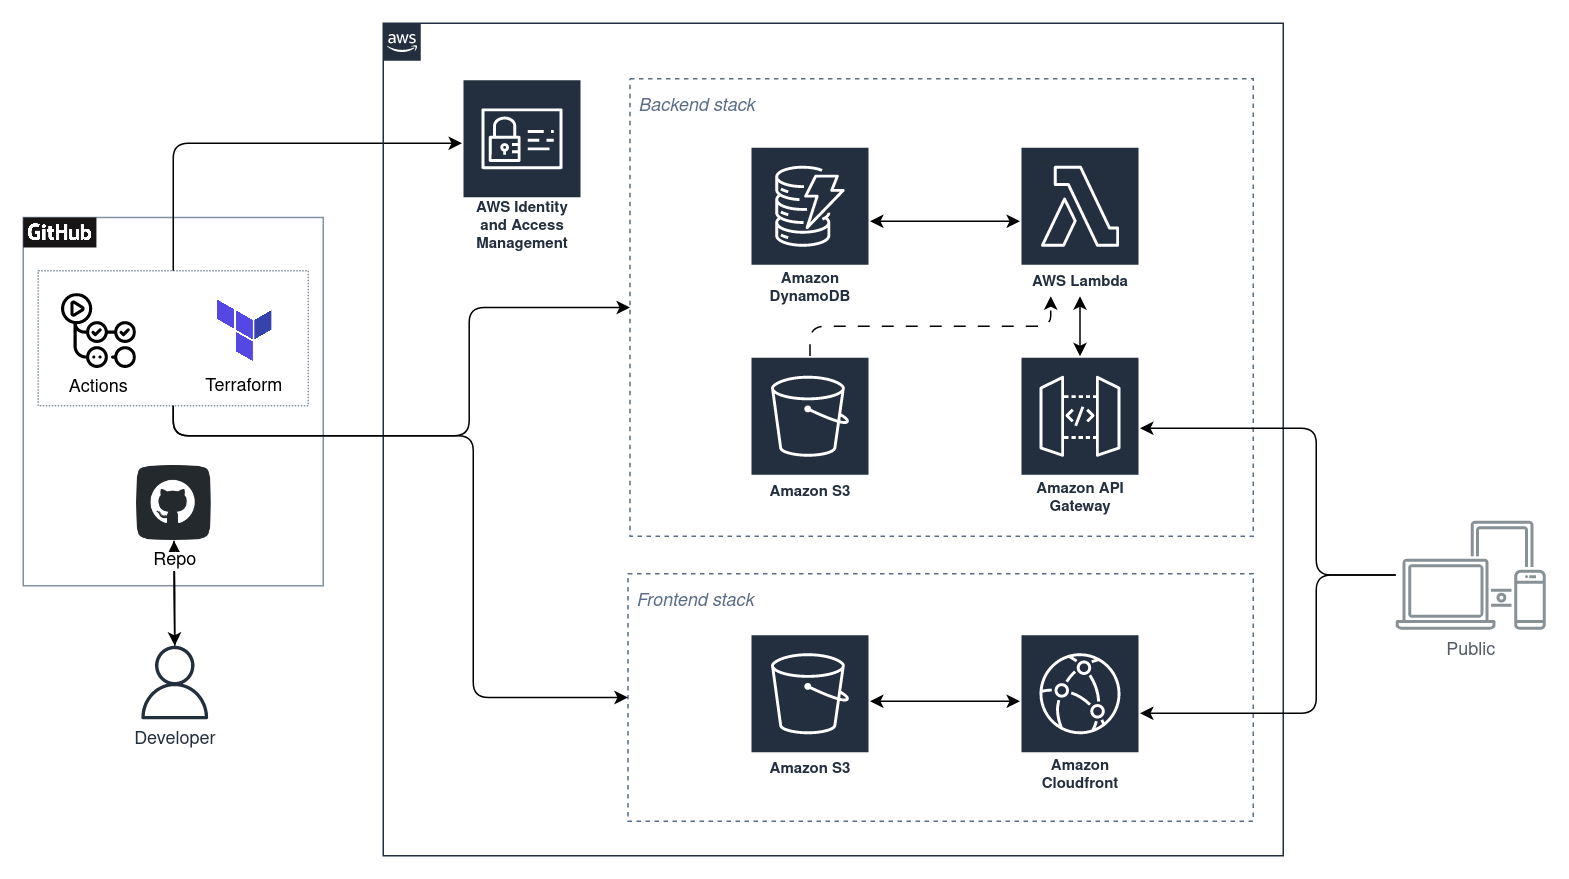 aws
AWS Identity
and Access
Management
Backend stack
Amazon
DynamoDB
AWS Lambda
GitHub
Actions
Terraform
Amazon S3
Amazon API
Gateway
Repo
Developer
Frontend stack
Amazon S3
Amazon
Cloudfront
Public